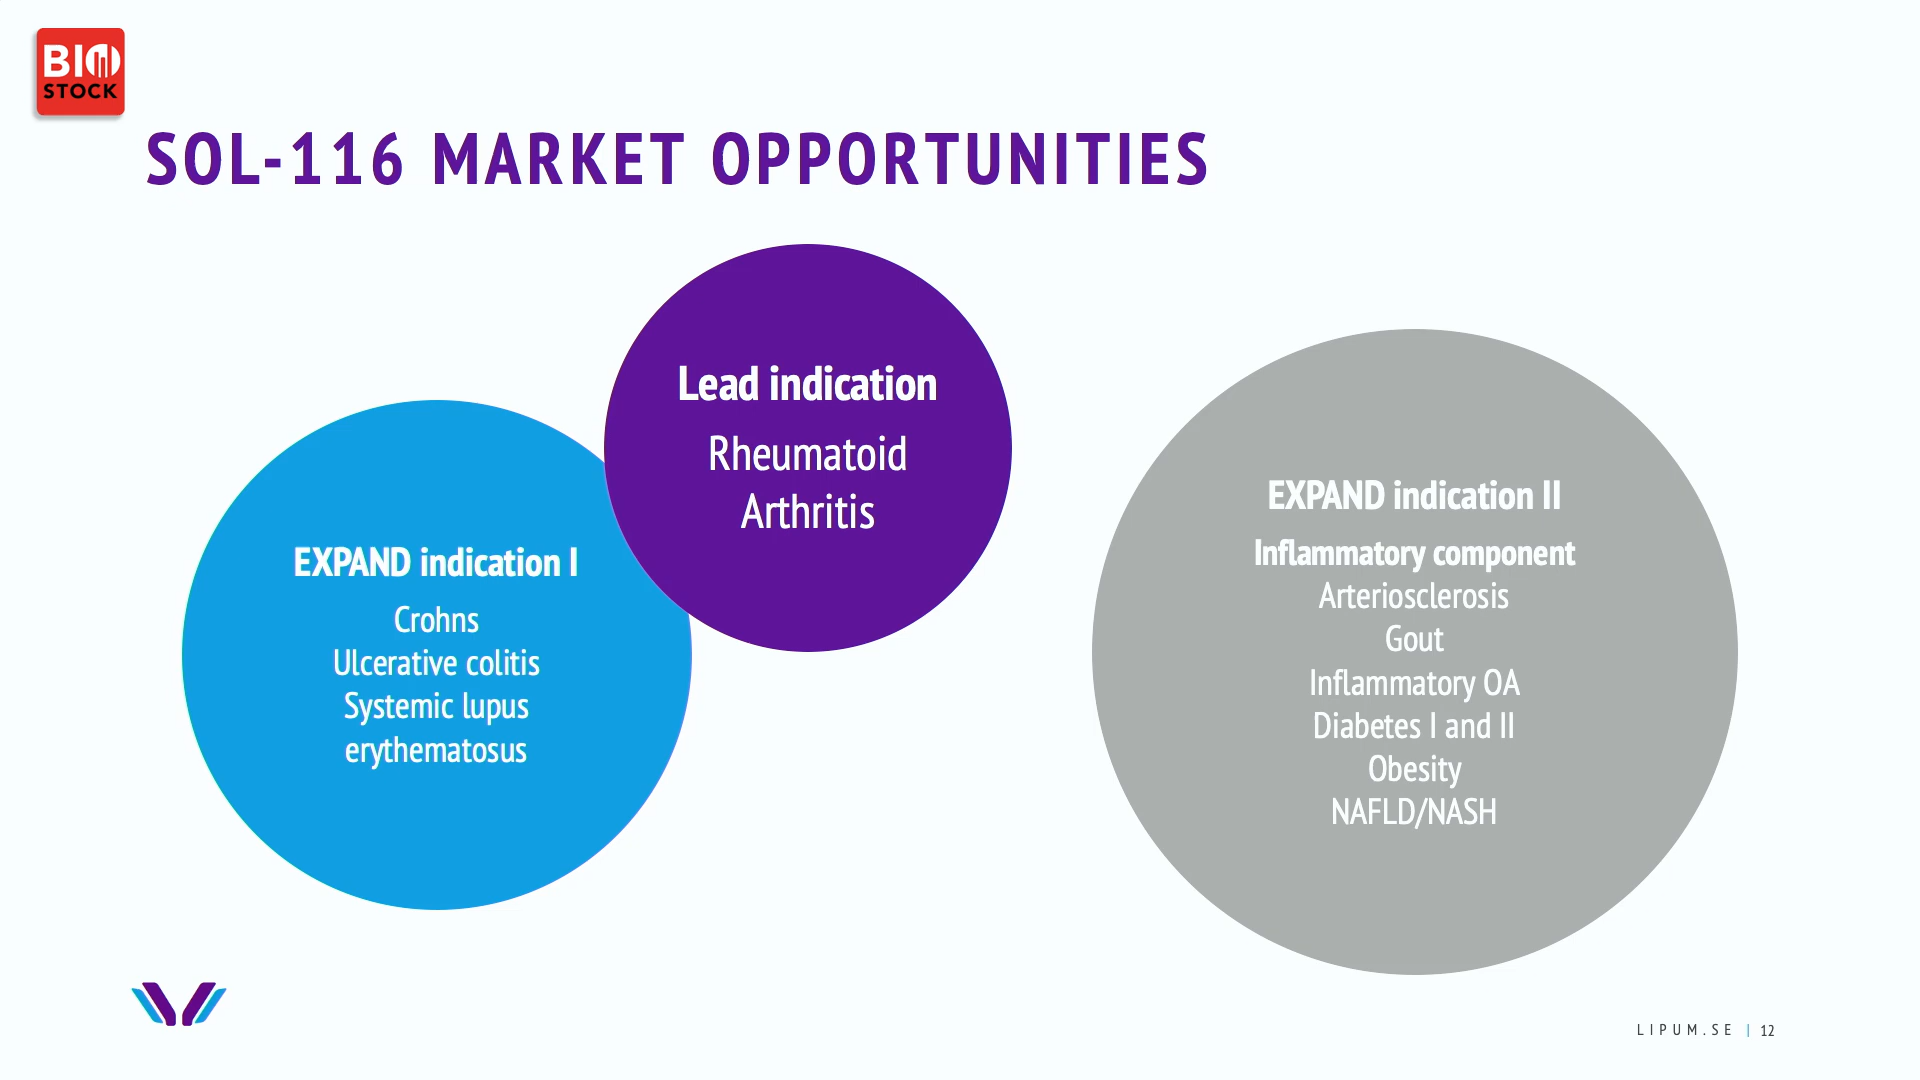 BIO
STOCK
SOL-116 MARKET OPPORTUNITIES
Lead indication
Rheumatoid
Arthritis
EXPAND indication I
Crohns
Ulcerative colitis
Systemic lupus
erythematosus
EXPAND indication II
Inflammatory component
Arteriosclerosis
Gout
Inflammatory OA
Diabetes I and II
Obesity
NAFLD/NASH
LIPUM.SE | 12